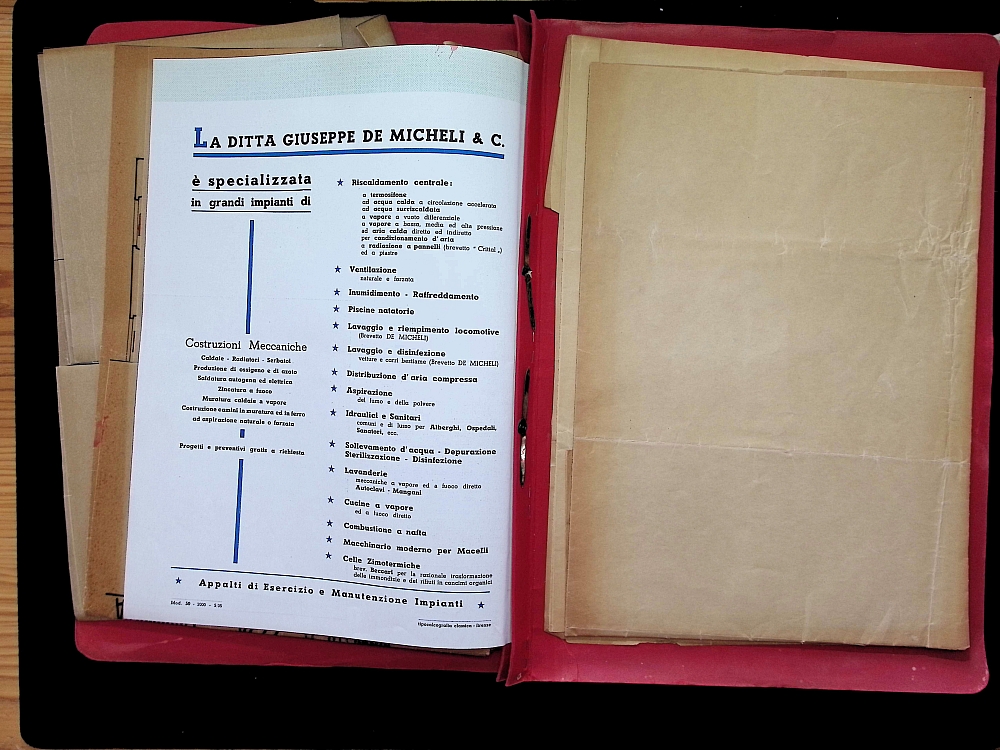 LA DITTA GIUSEPPE DE MICHELI & C.
è specializzata
in grandi impianti di
Costruzioni Meccaniche
Caldaie - Radiatori - Serbatoi
Produzione di ossigeno e di azoto
Saldatura autogena ed elettrica
Zincatura a fuoco
Muratura caldaie a vapore
Costruzione camini in muratura ed in ferro
ad aspirazione naturale o forzata
Progetti e preventivi gratis a richiesta
★ Riscaldamento centrale:
a termosifone
ad acqua calda a circolazione accelerata
ad acqua surriscaldata
a vapore a vuoto differenziale
a vapore a bassa, media ed alta pressione
ad aria calda diretto ed indiretto
per condizionamento d'aria
a radiazione a pannelli (brevetto "Crittal„)
ed a piastre
★ Ventilazione
naturale e forzata
★ Inumidimento - Raffreddamento
★ Piscine natatorie
★ Lavaggio e riempimento locomotive
(Brevetto DE MICHELI)
★ Lavaggio e disinfezione
vetture e carri bestiame (Brevetto DE MICHELI)
★ Distribuzione d'aria compressa
★ Aspirazione
del fumo e della polvere
★ Idraulici e Sanitari
comuni e di lusso per Alberghi, Ospedali,
Sanatori, ecc.
★ Sollevamento d'acqua - Depurazione
Sterilizzazione - Disinfezione
★ Lavanderie
meccaniche a vapore ed a fuoco diretto
Autoclavi - Mangani
★ Cucine a vapore
ed a fuoco diretto
★ Combustione a nafta
★ Macchinario moderno per Macelli
★ Celle Zimotermiche
brev. Beccari per la razionale trasformazione
delle immondizie e dei rifiuti in concimi organici
★ Appalti di Esercizio e Manutenzione Impianti ★
Mod. 59 - 2000 - 5-35
tipocalcografia classica - firenze